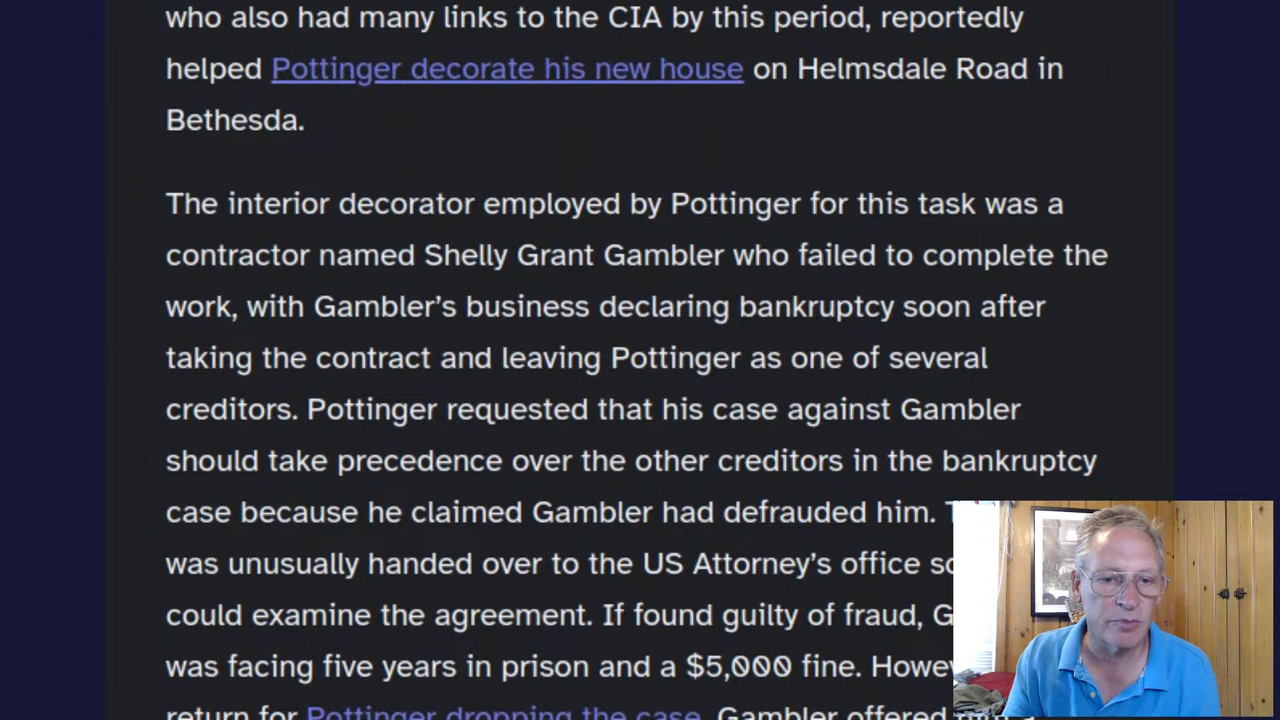 who also had many links to the CIA by this period, reportedly
helped Pottinger decorate his new house on Helmsdale Road in
Bethesda.
The interior decorator employed by Pottinger for this task was a
contractor named Shelly Grant Gambler who failed to complete the
work, with Gambler’s business declaring bankruptcy soon after
taking the contract and leaving Pottinger as one of several
creditors. Pottinger requested that his case against Gambler
should take precedence over the other creditors in the bankruptcy
case because he claimed Gambler had defrauded him.
was unusually handed over to the US Attorney’s office
could examine the agreement. If found guilty of fraud,
was facing five years in prison and a $5,000 fine.
return for Pottinger dropping the case, Gambler offered